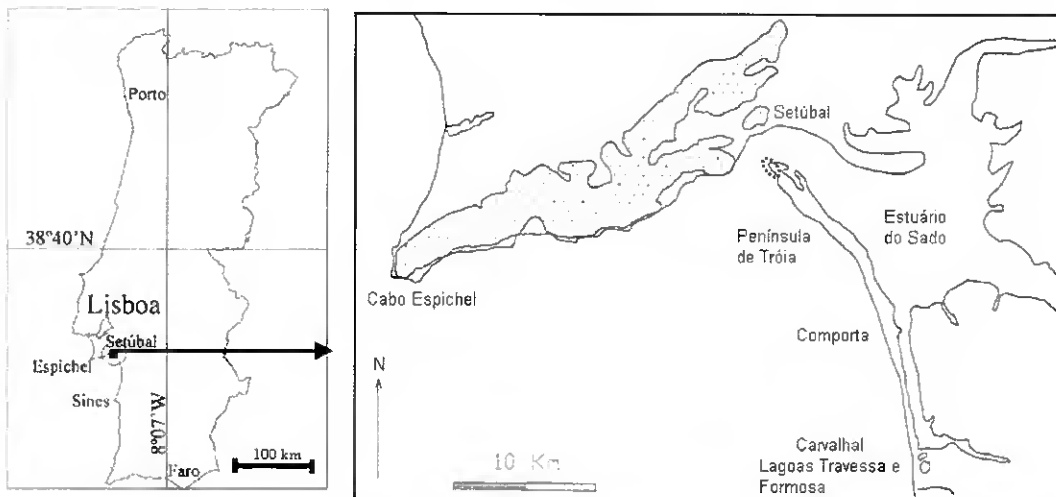 Porto
38°40'N
Lisboa
Setúbal
Espichel
Sines
8°07'W
Faro
100 km
Setúbal
Estuário
do Sado
Península
de Tróia
Cabo Espichel
Comporta
N
Carvalhal
Lagoas Travessa e
Formosa
10 Km